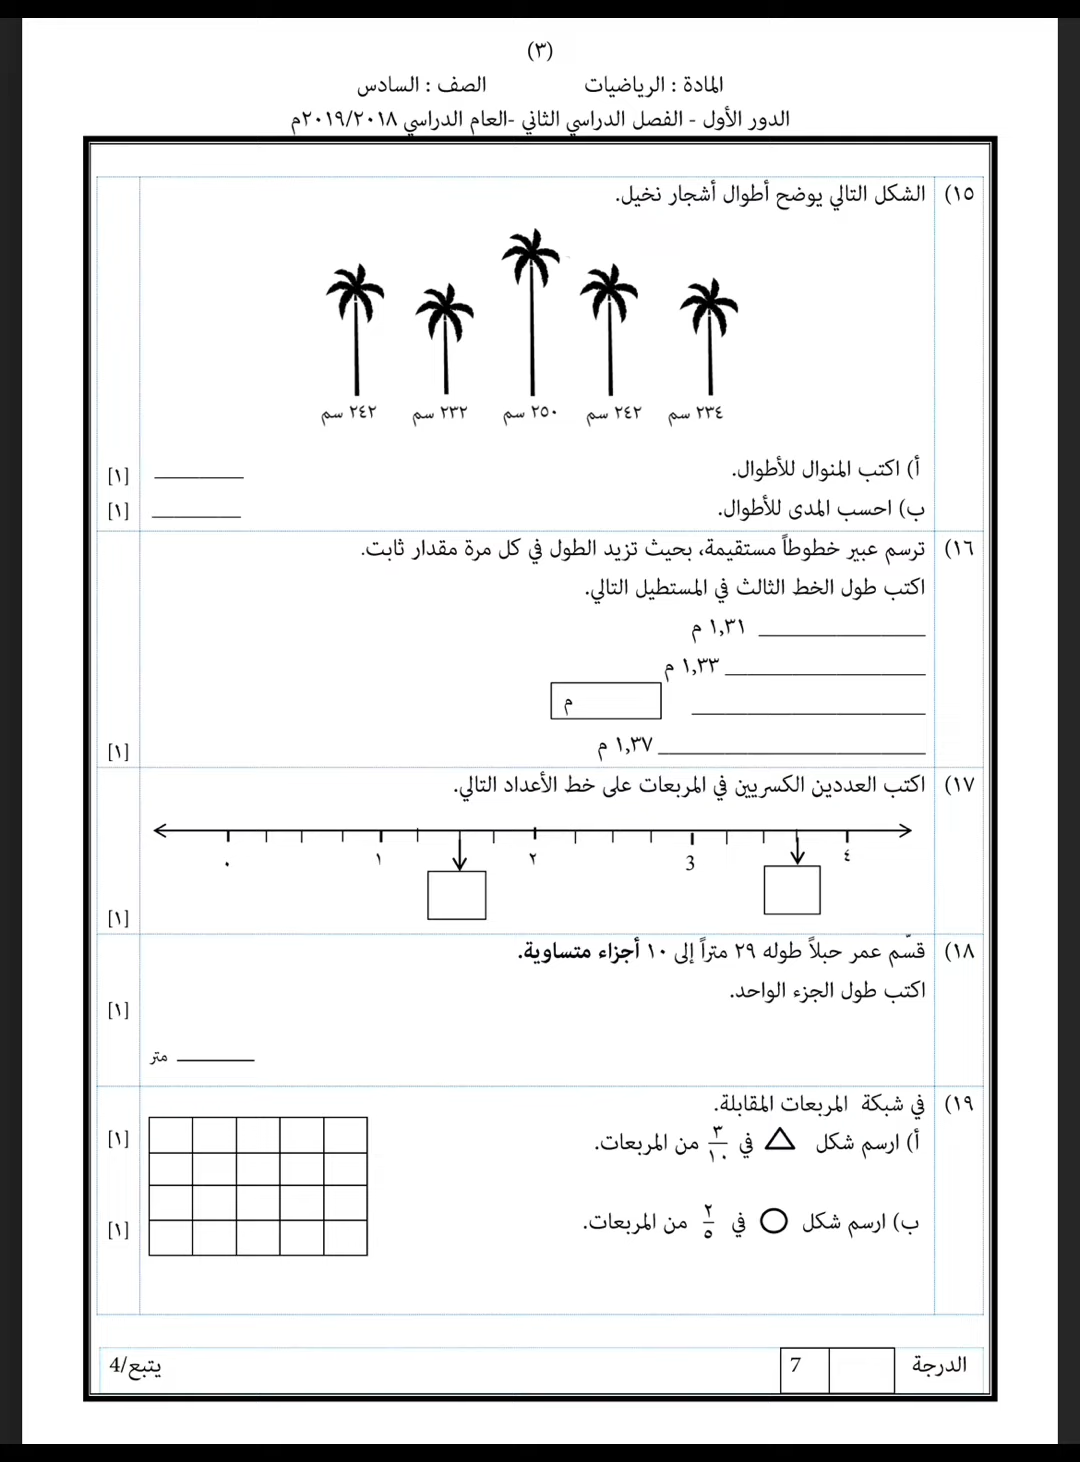 (٣)
المادة : الرياضيات الصف : السادس
الدور الأول - الفصل الدراسي الثاني -العام الدراسي ٢٠١٩/٢٠١٨م
١٥) الشكل التالي يوضح أطوال أشجار نخيل.
٢٣٤ سم ٢٤٢ سم ٢٥٠ سم ٢٣٢ سم ٢٤٢ سم
أ) اكتب المنوال للأطوال. ________ [١]
ب) احسب المدى للأطوال. ________ [١]
١٦) ترسم عبير خطوطاً مستقيمة، بحيث تزيد الطول في كل مرة مقدار ثابت.
اكتب طول الخط الثالث في المستطيل التالي.
١,٣١ م
١,٣٣ م
م
١,٣٧ م [١]
١٧) اكتب العددين الكسريين في المربعات على خط الأعداد التالي.
٠ ١ ٢ 3 ٤
[١]
١٨) قسّم عمر حبلاً طوله ٢٩ متراً إلى ١٠ أجزاء متساوية.
اكتب طول الجزء الواحد.
[١]
________ متر
١٩) في شبكة المربعات المقابلة.
أ) ارسم شكل △ في ٣/١٠ من المربعات. [١]
ب) ارسم شكل ○ في ٢/٥ من المربعات. [١]
الدرجة 7 يتبع/4